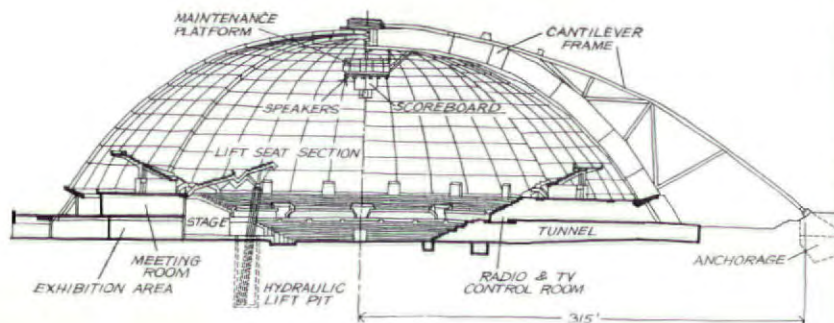 MAINTENANCE
PLATFORM
CANTILEVER
FRAME
SPEAKERS
SCOREBOARD
LIFT SEAT SECTION
STAGE
TUNNEL
MEETING
ROOM
EXHIBITION AREA
HYDRAULIC
LIFT PIT
RADIO & TV
CONTROL ROOM
ANCHORAGE
315'